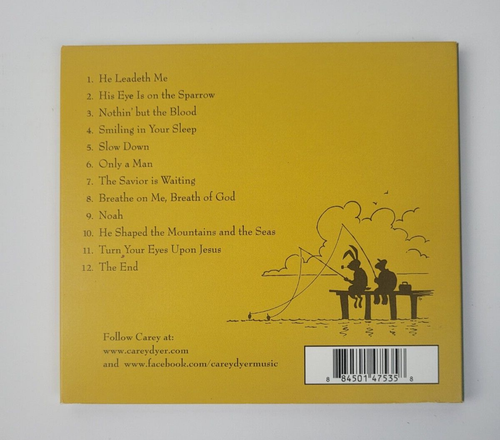 1. He Leadeth Me
2. His Eye Is on the Sparrow
3. Nothin' but the Blood
4. Smiling in Your Sleep
5. Slow Down
6. Only a Man
7. The Savior is Waiting
8. Breathe on Me, Breath of God
9. Noah
10. He Shaped the Mountains and the Seas
11. Turn Your Eyes Upon Jesus
12. The End
Follow Carey at:
www.careydyer.com
and www.facebook.com/careydyermusic
8 84501 47535 8